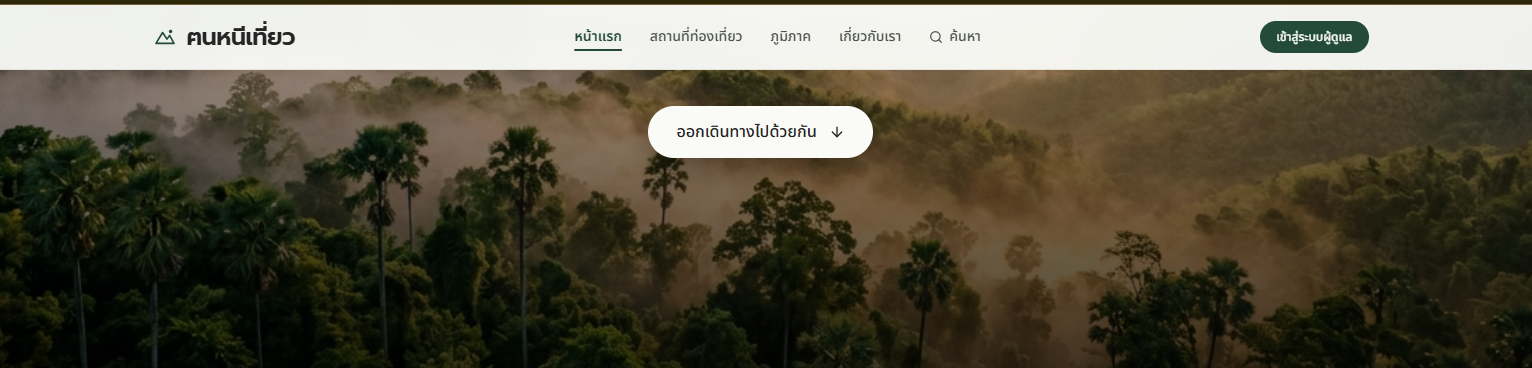 ฅนหนีเที่ยว
หน้าแรก
สถานที่ท่องเที่ยว
ภูมิภาค
เกี่ยวกับเรา
ค้นหา
เข้าสู่ระบบผู้ดูแล
ออกเดินทางไปด้วยกัน